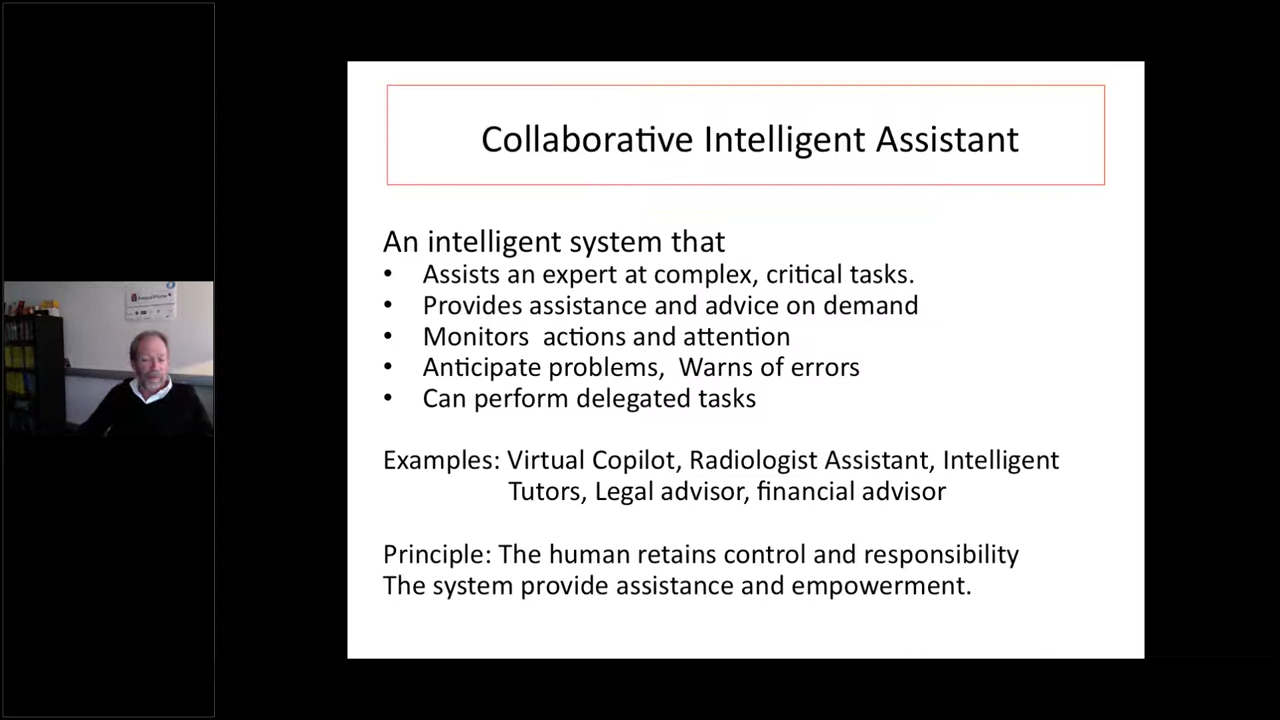 Collaborative Intelligent Assistant
An intelligent system that
• Assists an expert at complex, critical tasks.
• Provides assistance and advice on demand
• Monitors  actions and attention
• Anticipate problems,  Warns of errors
• Can perform delegated tasks
Examples: Virtual Copilot, Radiologist Assistant, Intelligent
Tutors, Legal advisor, financial advisor
Principle: The human retains control and responsibility
The system provide assistance and empowerment.